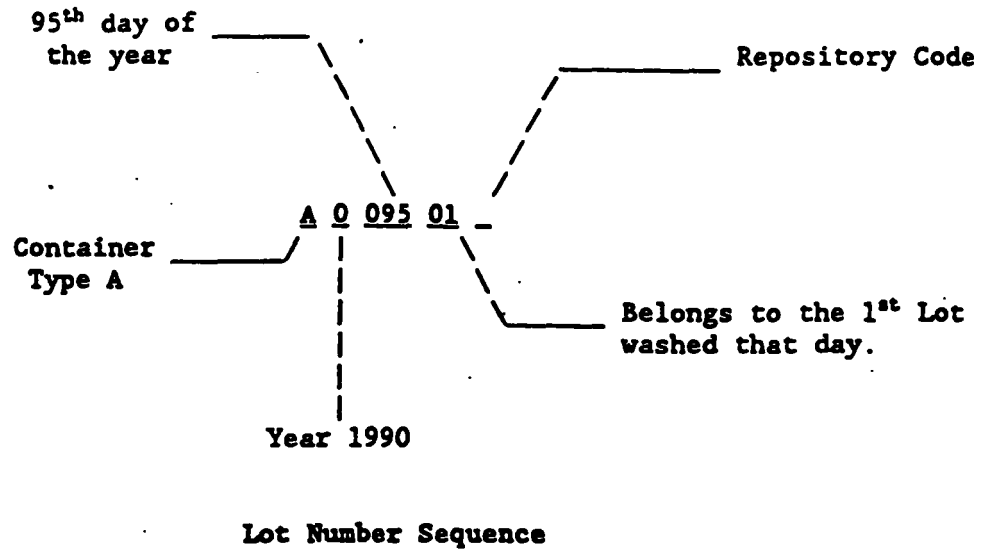 95th day of
the year
Repository Code
A 0 095 01 _
Container
Type A
Belongs to the 1st Lot
washed that day.
Year 1990
Lot Number Sequence